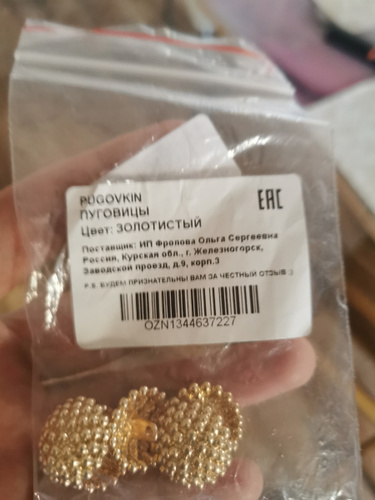 PUGOVKIN
ПУГОВИЦЫ
Цвет: ЗОЛОТИСТЫЙ
EAC
Поставщик: ИП Фролова Ольга Сергеевна
Россия, Курская обл., г. Железногорск,
Заводской проезд, д.9, корп.3
P.S. БУДЕМ ПРИЗНАТЕЛЬНЫ ВАМ ЗА ЧЕСТНЫЙ ОТЗЫВ :)
OZN1344637227